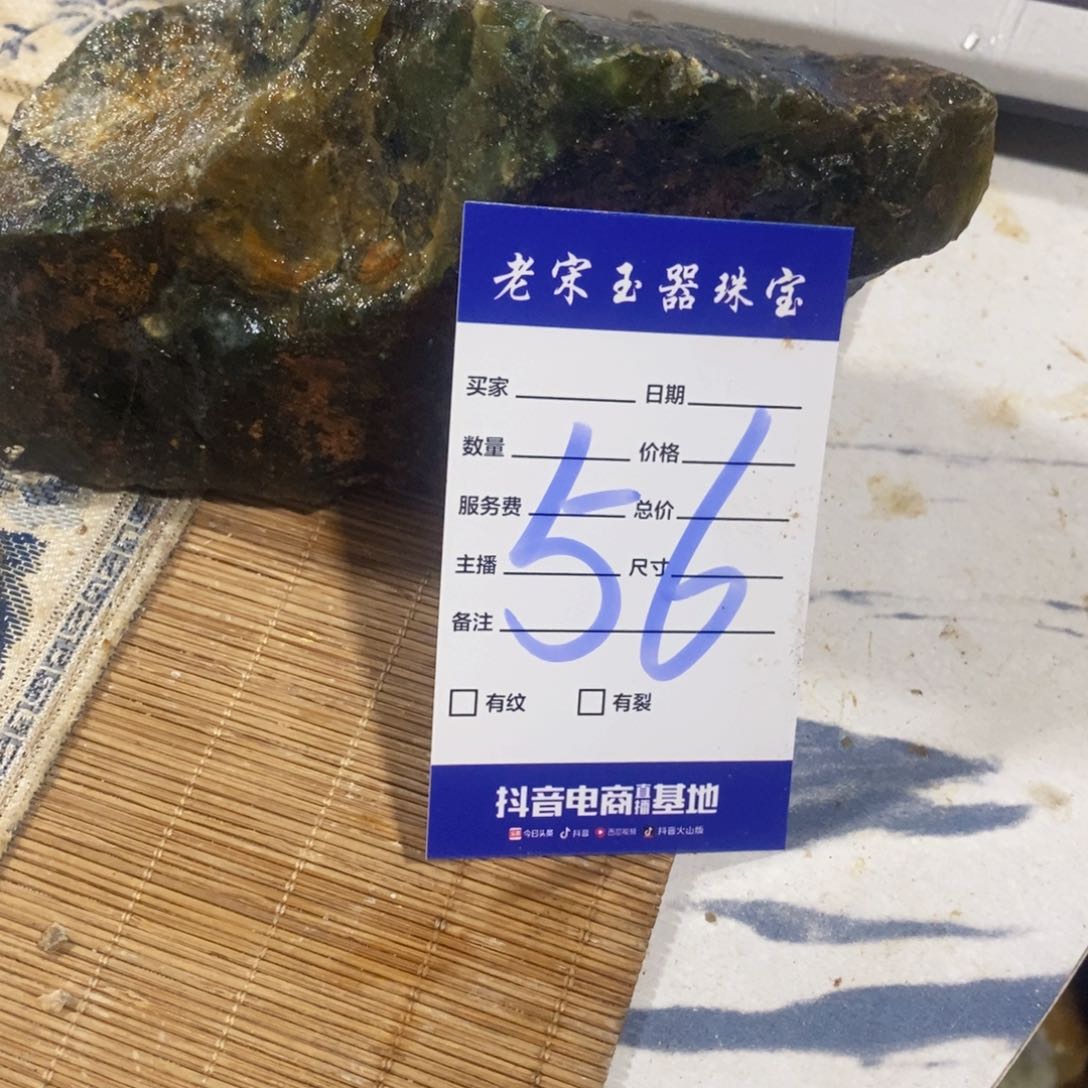 老宋玉器珠宝
买家 日期
数量 价格
服务费 总价
主播 尺寸
备注
56
有纹 有裂
抖音电商直播基地
今日头条 抖音 西瓜视频 抖音火山版